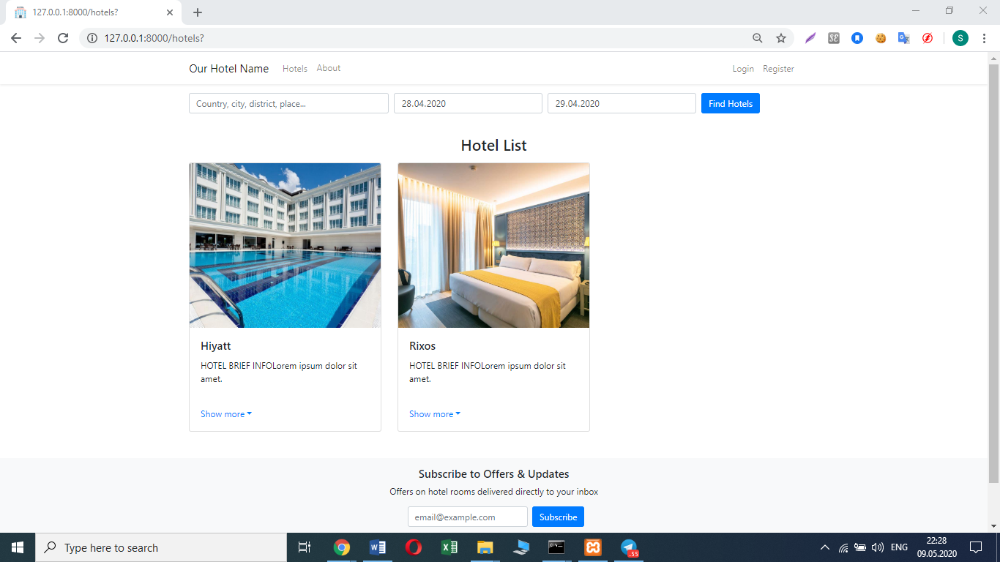 127.0.0.1:8000/hotels?
127.0.0.1:8000/hotels?
S
Our Hotel Name Hotels About Login Register
Country, city, district, place... 28.04.2020 29.04.2020 Find Hotels
Hotel List
Hiyatt
HOTEL BRIEF INFOLorem ipsum dolor sit
amet.
Show more
Rixos
HOTEL BRIEF INFOLorem ipsum dolor sit
amet.
Show more
Subscribe to Offers & Updates
Offers on hotel rooms delivered directly to your inbox
email@example.com Subscribe
Type here to search
55
ENG
22:28
09.05.2020